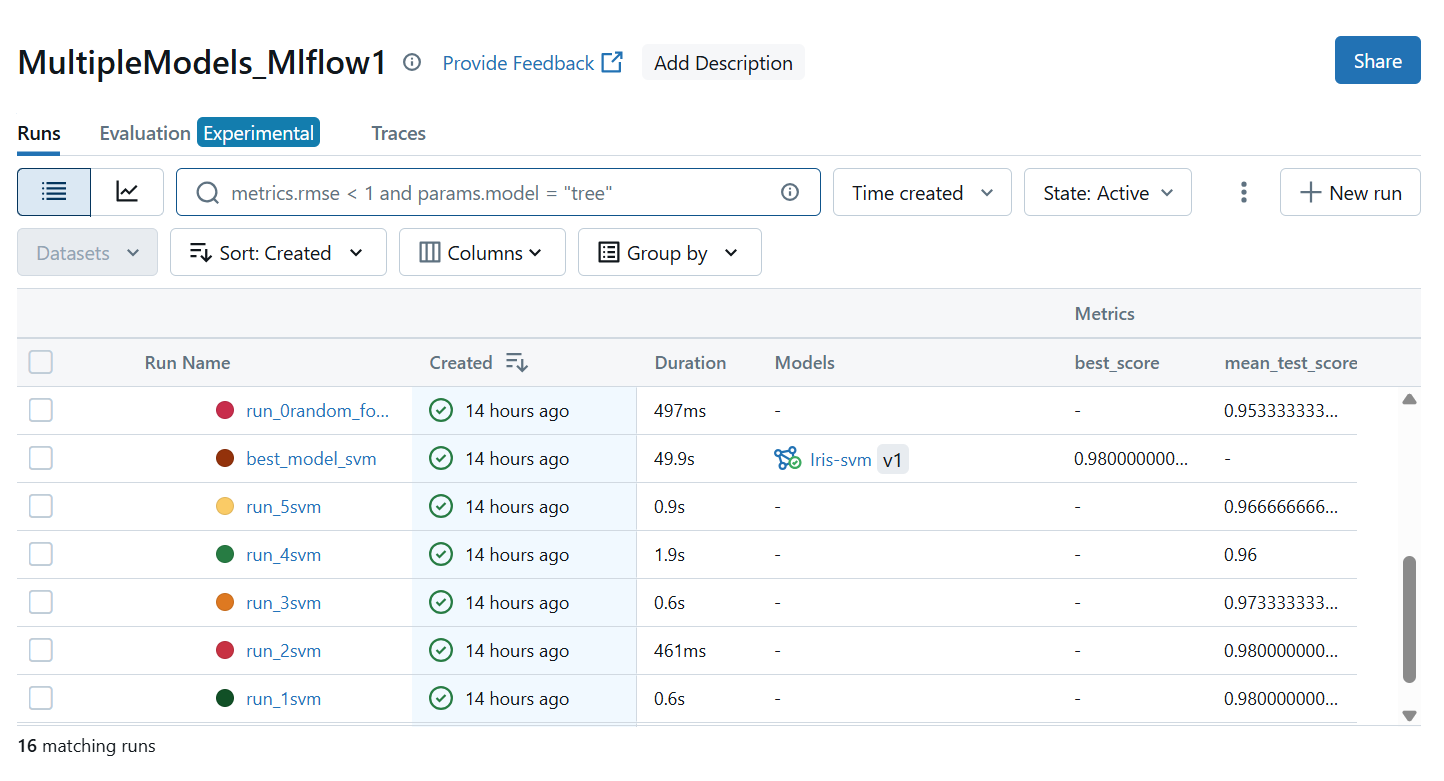 MultipleModels_Mlflow1 Provide Feedback Add Description Share
Runs Evaluation Experimental Traces
metrics.rmse < 1 and params.model = "tree" Time created State: Active New run
Datasets Sort: Created Columns Group by
Metrics
Run Name Created Duration Models best_score mean_test_score
run_0random_fo... 14 hours ago 497ms - - 0.953333333...
best_model_svm 14 hours ago 49.9s Iris-svm v1 0.980000000... -
run_5svm 14 hours ago 0.9s - - 0.966666666...
run_4svm 14 hours ago 1.9s - - 0.96
run_3svm 14 hours ago 0.6s - - 0.973333333...
run_2svm 14 hours ago 461ms - - 0.980000000...
run_1svm 14 hours ago 0.6s - - 0.980000000...
16 matching runs